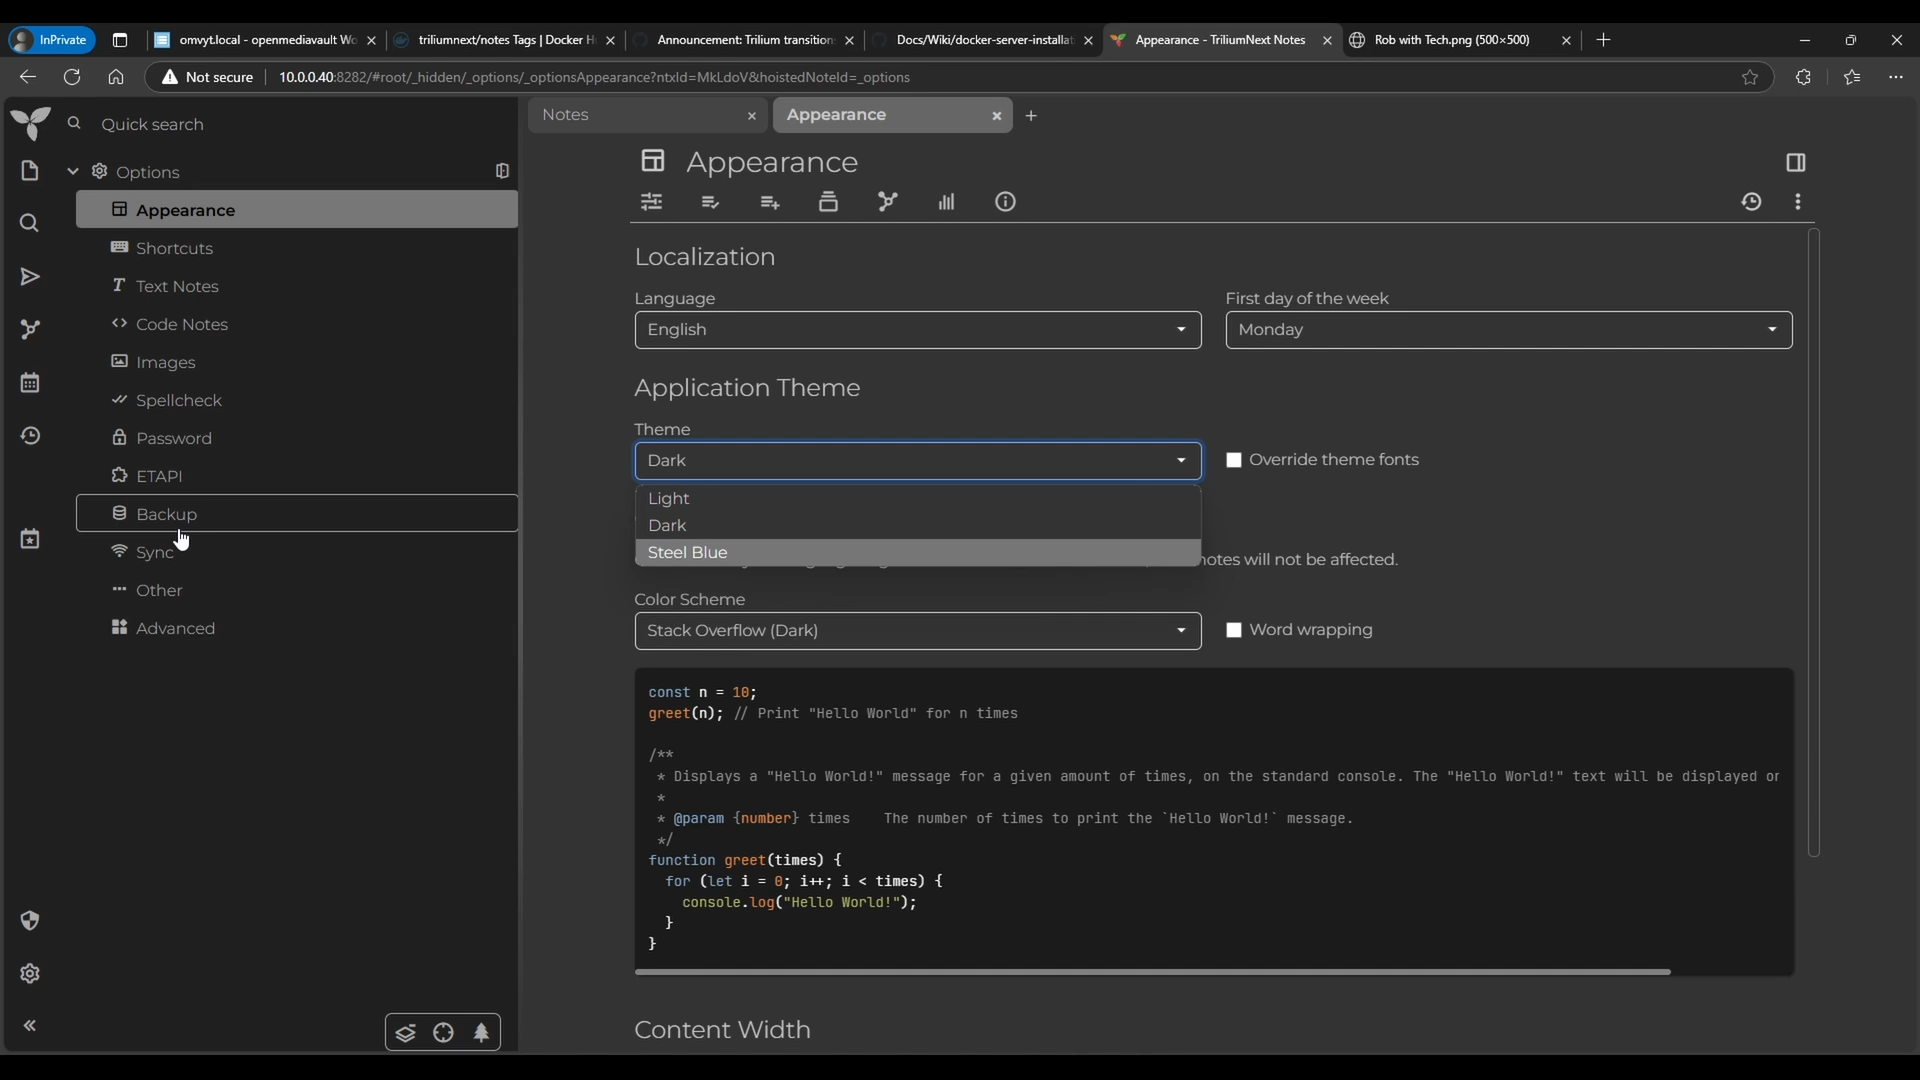 InPrivate
omvyt.local - openmediavault Wo
triliumnext/notes Tags | Docker H
Announcement: Trilium transition
Docs/Wiki/docker-server-installat
Appearance - TriliumNext Notes
Rob with Tech.png (500×500)
Not secure
10.0.0.40:8282/#root/_hidden/_options/_optionsAppearance?ntxId=MkLdoV&hoistedNoteId=_options
Quick search
Options
Appearance
Shortcuts
Text Notes
Code Notes
Images
Spellcheck
Password
ETAPI
Backup
Sync
Other
Advanced
Notes
Appearance
Appearance
Localization
Language
First day of the week
English
Monday
Application Theme
Theme
Dark
Override theme fonts
Light
Dark
Steel Blue
notes will not be affected.
Color Scheme
Stack Overflow (Dark)
Word wrapping
const n = 10;
greet(n); // Print "Hello World" for n times
/**
* Displays a "Hello World!" message for a given amount of times, on the standard console. The "Hello World!" text will be displayed or
*
* @param {number} times The number of times to print the `Hello World!` message.
*/
function greet(times) {
for (let i = 0; i++; i < times) {
console.log("Hello World!");
}
}
Content Width